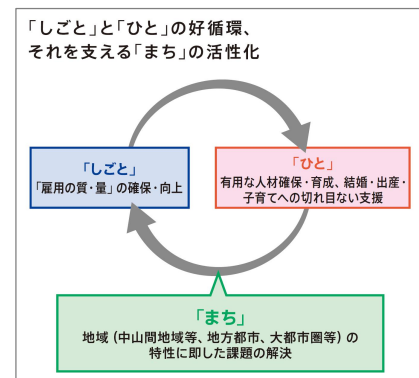 「しごと」と「ひと」の好循環、
それを支える「まち」の活性化
「しごと」
「雇用の質・量」の確保・向上
「ひと」
有用な人材確保・育成、結婚・出産・
子育てへの切れ目ない支援
「まち」
地域（中山間地域等、地方都市、大都市圏等）の
特性に即した課題の解決